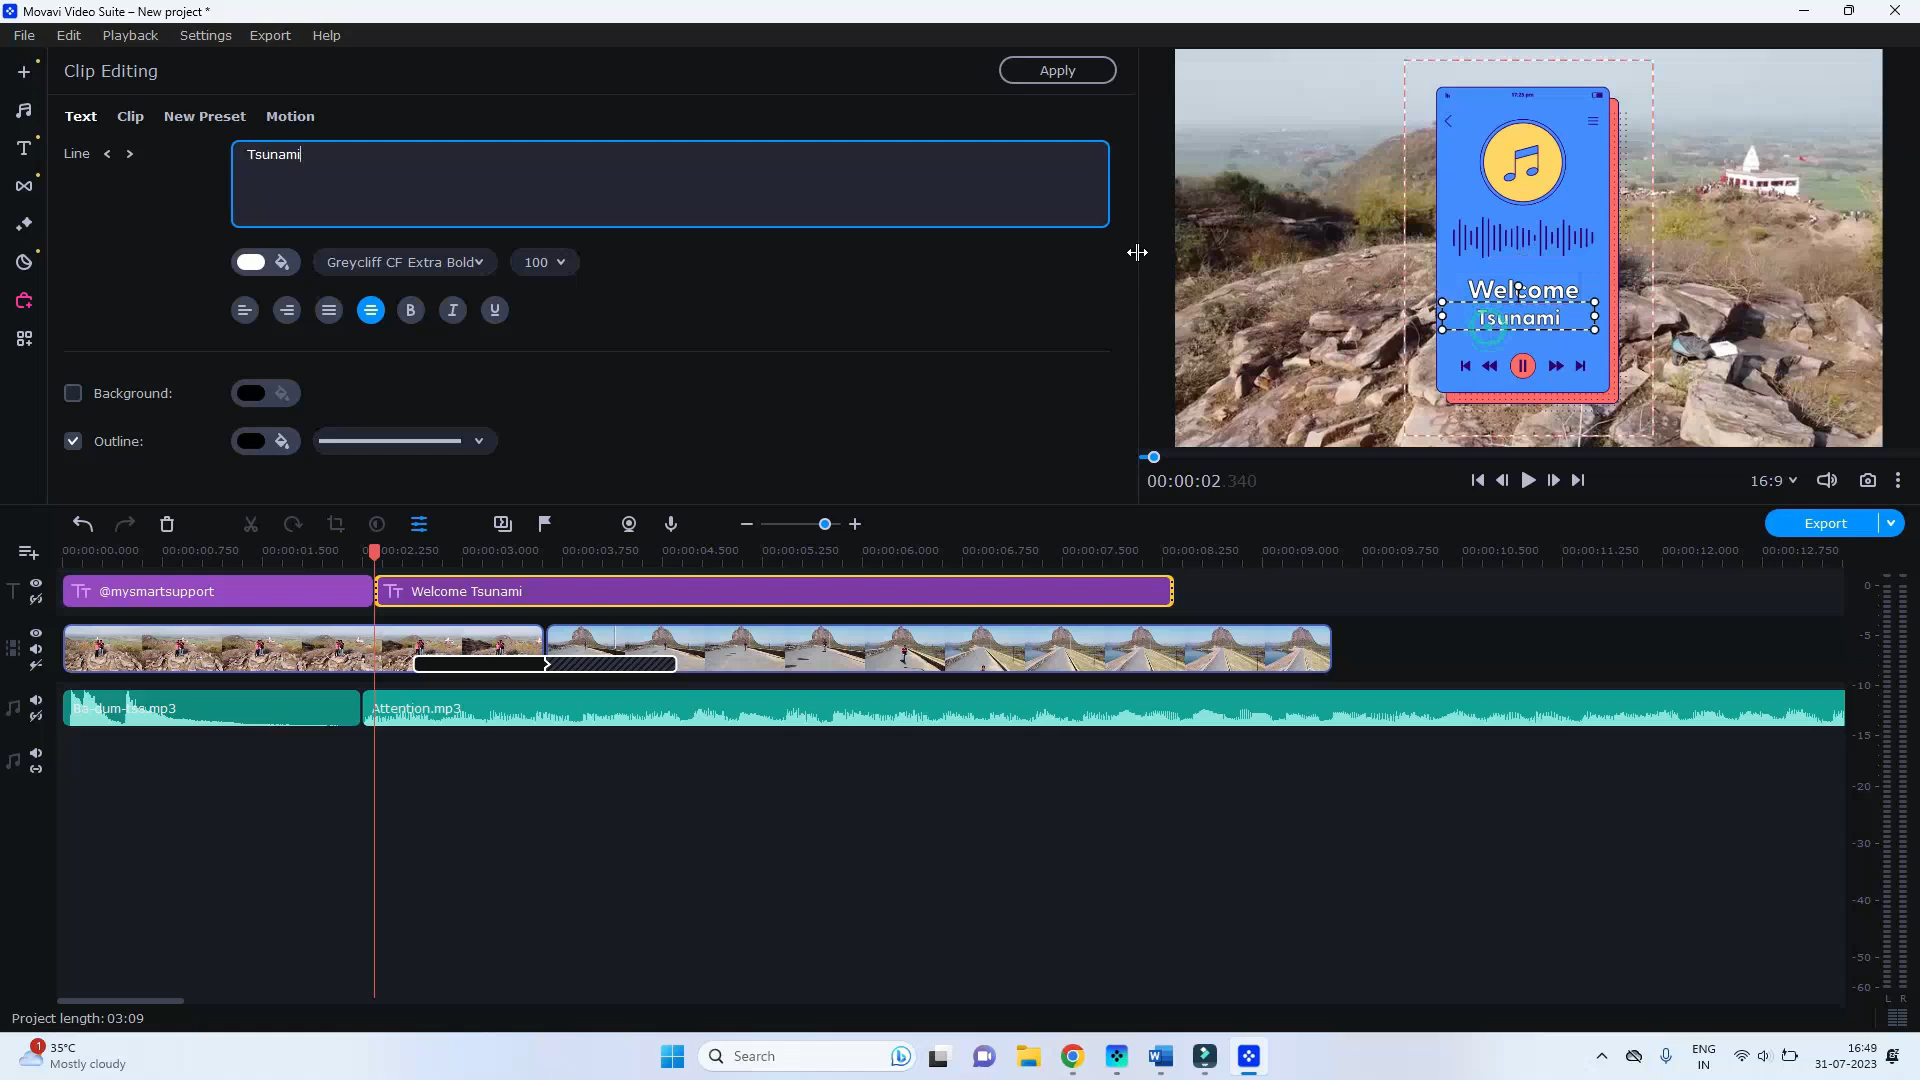 Movavi Video Suite – New project *
File Edit Playback Settings Export Help
Clip Editing
Apply
Text Clip New Preset Motion
Line
Tsunami
Greycliff CF Extra Bold
100
B I U
Background:
Outline:
17:25 pm
Welcome
Tsunami
00:00:02.340
16:9
Export
00:00:00.000 00:00:00.750 00:00:01.500 00:00:02.250 00:00:03.000 00:00:03.750 00:00:04.500 00:00:05.250 00:00:06.000 00:00:06.750 00:00:07.500 00:00:08.250 00:00:09.000 00:00:09.750 00:00:10.500 00:00:11.250 00:00:12.000 00:00:12.750
@mysmartsupport
Welcome Tsunami
Ba-dum-tss.mp3
Attention.mp3
0
-5
-10
-15
-20
-30
-40
-50
-60
L R
Project length: 03:09
1
35°C
Mostly cloudy
Search
ENG
IN
16:49
31-07-2023